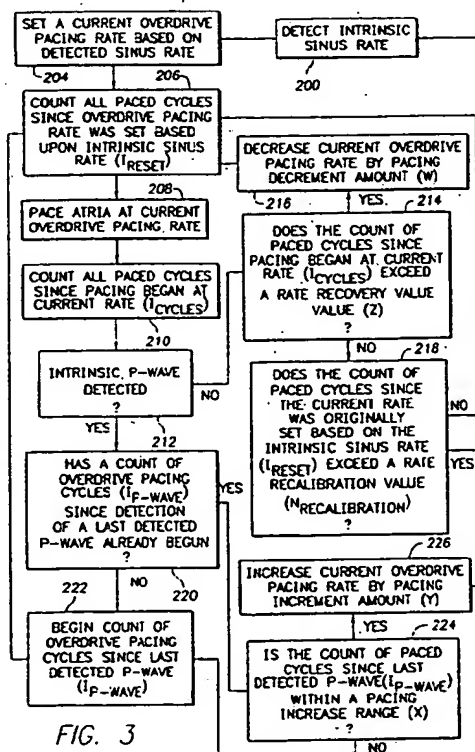 SET A CURRENT OVERDRIVE
PACING RATE BASED ON
DETECTED SINUS RATE
204
DETECT INTRINSIC
SINUS RATE
200
206
COUNT ALL PACED CYCLES
SINCE OVERDRIVE PACING
RATE WAS SET BASED
UPON INTRINSIC SINUS
RATE (I_RESET)
208
PACE ATRIA AT CURRENT
OVERDRIVE PACING RATE
COUNT ALL PACED CYCLES
SINCE PACING BEGAN AT
CURRENT RATE (I_CYCLES)
210
INTRINSIC P-WAVE
DETECTED
?
NO
YES
212
HAS A COUNT OF
OVERDRIVE PACING
CYCLES (I_P-WAVE)
SINCE DETECTION
OF A LAST DETECTED
P-WAVE ALREADY BEGUN
?
YES
NO
220
222
BEGIN COUNT OF
OVERDRIVE PACING
CYCLES SINCE LAST
DETECTED P-WAVE
(I_P-WAVE)
DECREASE CURRENT OVERDRIVE
PACING RATE BY PACING
DECREMENT AMOUNT (W)
216
YES
214
DOES THE COUNT OF
PACED CYCLES SINCE
PACING BEGAN AT CURRENT
RATE (I_CYCLES) EXCEED
A RATE RECOVERY VALUE
VALUE (Z)
?
NO
218
DOES THE COUNT OF
PACED CYCLES SINCE
THE CURRENT RATE
WAS ORIGINALLY
SET BASED ON THE
INTRINSIC SINUS RATE
(I_RESET) EXCEED A RATE
RECALIBRATION VALUE
(N_RECALIBRATION)
?
NO
YES
226
INCREASE CURRENT OVERDRIVE
PACING RATE BY PACING
INCREMENT AMOUNT (Y)
YES
224
IS THE COUNT OF PACED
CYCLES SINCE LAST
DETECTED P-WAVE(I_P-WAVE)
WITHIN A PACING
INCREASE RANGE (X)
?
NO
FIG. 3